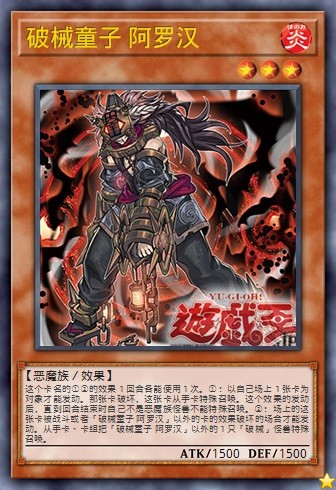 破械童子 阿罗汉
炎
YU-GI-OH!
遊戯王
【恶魔族／效果】
这个卡名的①②的效果1回合各能使用1次。①：以自己场上1张卡为
对象才能发动。那张卡破坏，这张卡从手卡特殊召唤。这个效果的发动
后，直到回合结束时自己不是恶魔族怪兽不能特殊召唤。②：场上的这
张卡被战斗或者「破械童子 阿罗汉」以外的卡的效果破坏的场合才能发
动。从手卡·卡组把「破械童子 阿罗汉」以外的1只「破械」怪兽特殊
召唤。
ATK/1500 DEF/1500